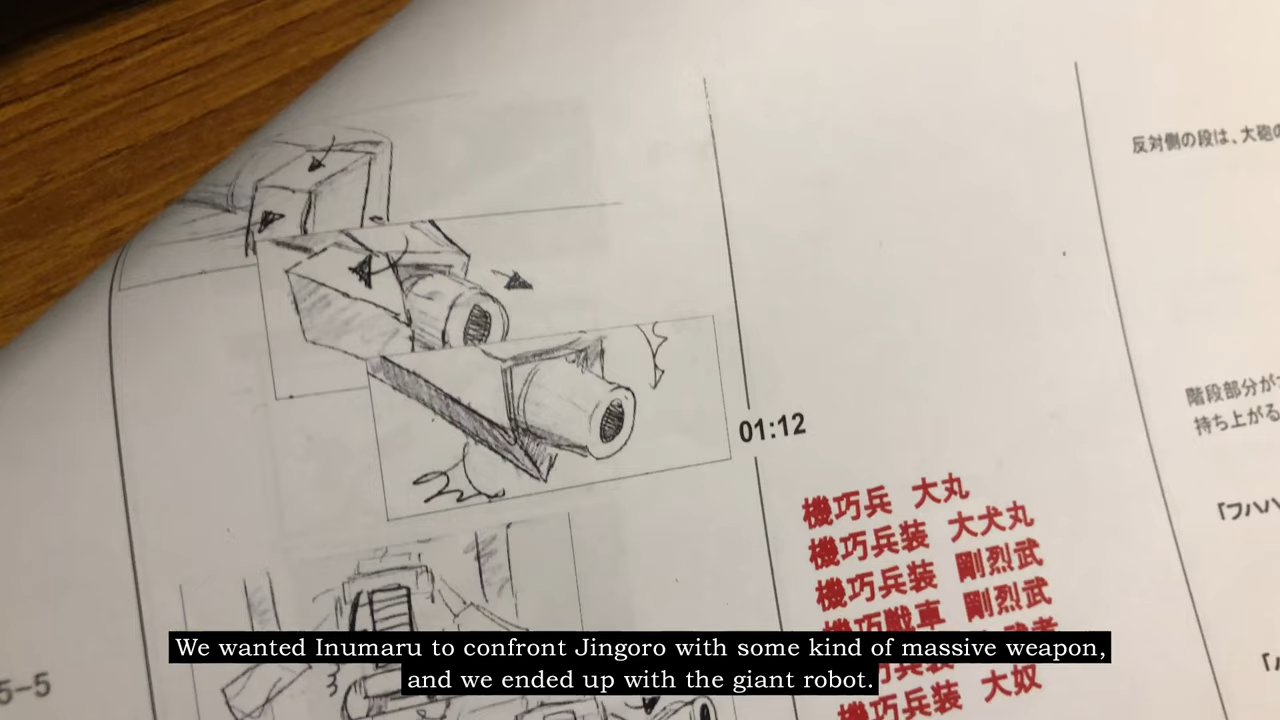 反対側の段は、大砲の
01:12
階段部分が
持ち上がる
機巧兵 大丸
機巧兵装 大犬丸
機巧兵装 剛烈武
機巧戦車 剛烈武
「フハハ
機巧兵装 大奴
5-5
We wanted Inumaru to confront Jingoro with some kind of massive weapon,
and we ended up with the giant robot.